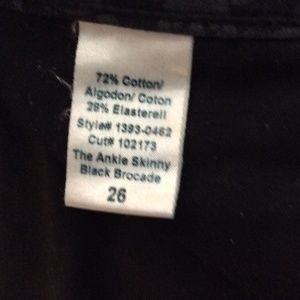 72% Cotton/
Algodon/ Coton
28% Elasterell
Style# 1393-0462
Cut# 102173
The Ankle Skinny
Black Brocade
26